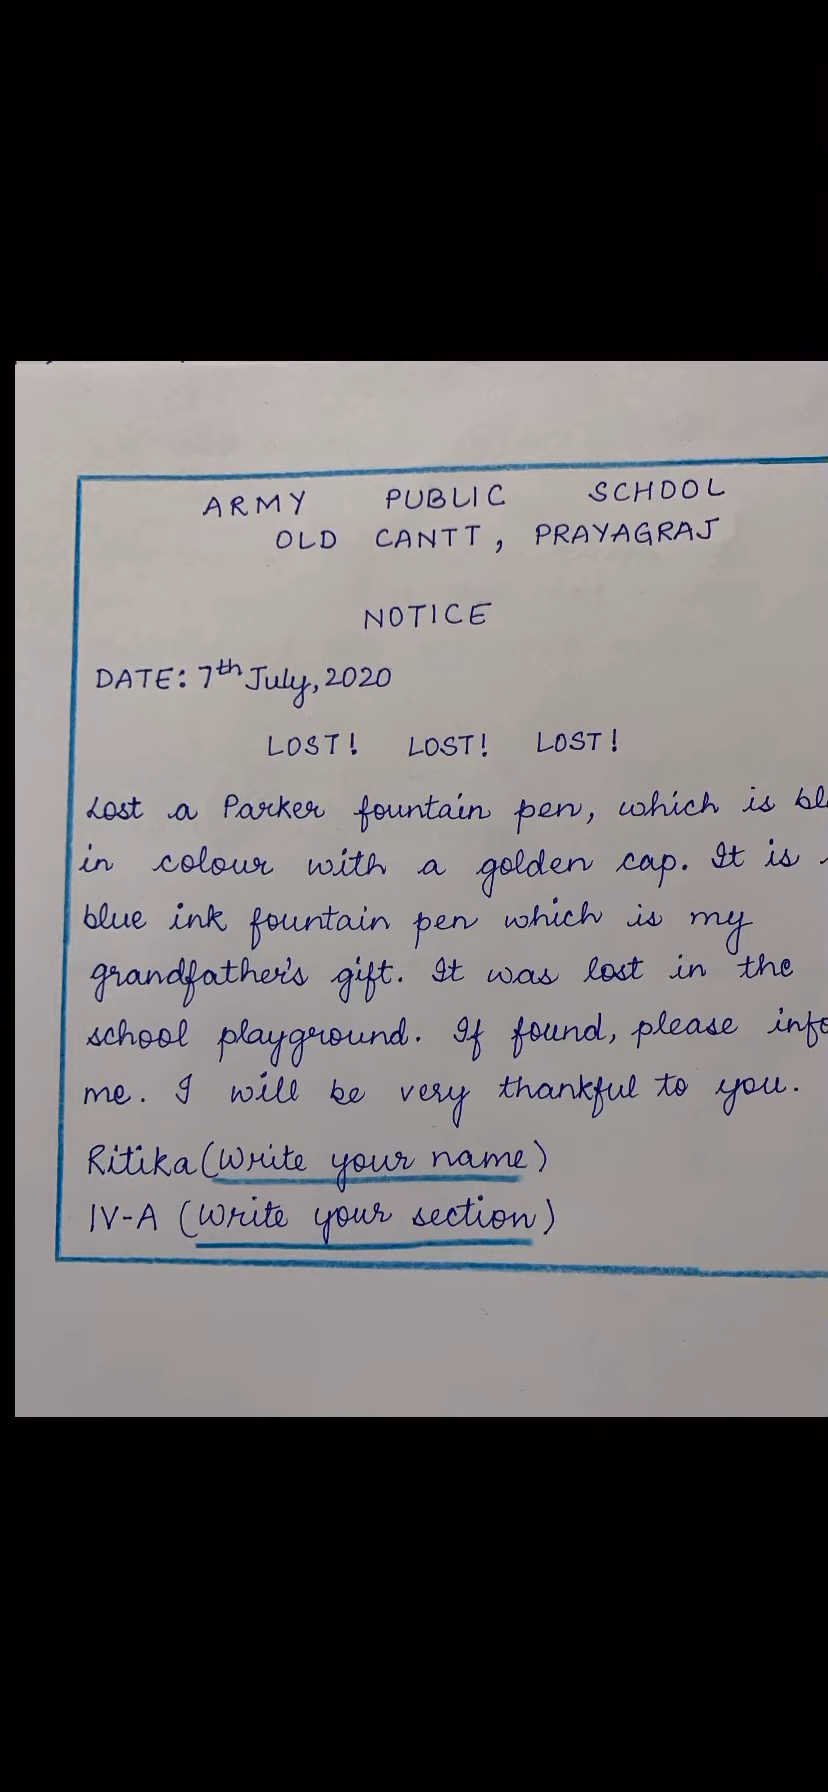 ARMY PUBLIC SCHOOL
OLD CANTT, PRAYAGRAJ
NOTICE
DATE: 7th July, 2020
LOST! LOST! LOST!
Lost a Parker fountain pen, which is
in colour with a golden cap. It is
blue ink fountain pen which is my
grandfather's gift. It was lost in the
school playground. If found, please
me. I will be very thankful to you.
Ritika (Write your name)
IV-A (Write your section)